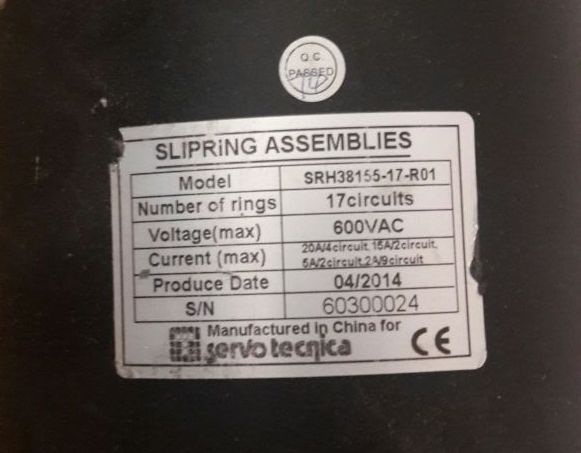 Q.C.
PASSED
14
SLIPRiNG ASSEMBLIES
Model SRH38155-17-R01
Number of rings 17circuits
Voltage(max) 600VAC
Current (max) 20A/4circuit. 15A/2circuit.
5A/2circuit.2A/9circuit
Produce Date 04/2014
S/N 60300024
Manufactured in China for
servo tecnica CE